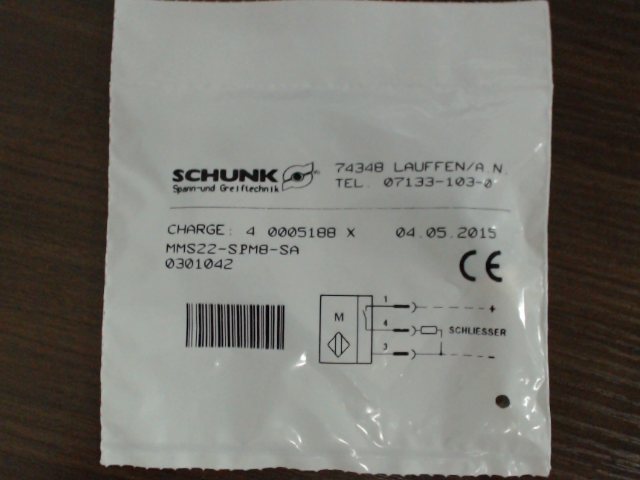 SCHUNK ®
Spann-und Greiftechnik
74348 LAUFFEN/A.N.
TEL. 07133-103-0
CHARGE: 4 0005188 X 04.05.2015
MMS22-SPM8-SA
0301042
CE
M
1
+
4
SCHLIESSER
3
-